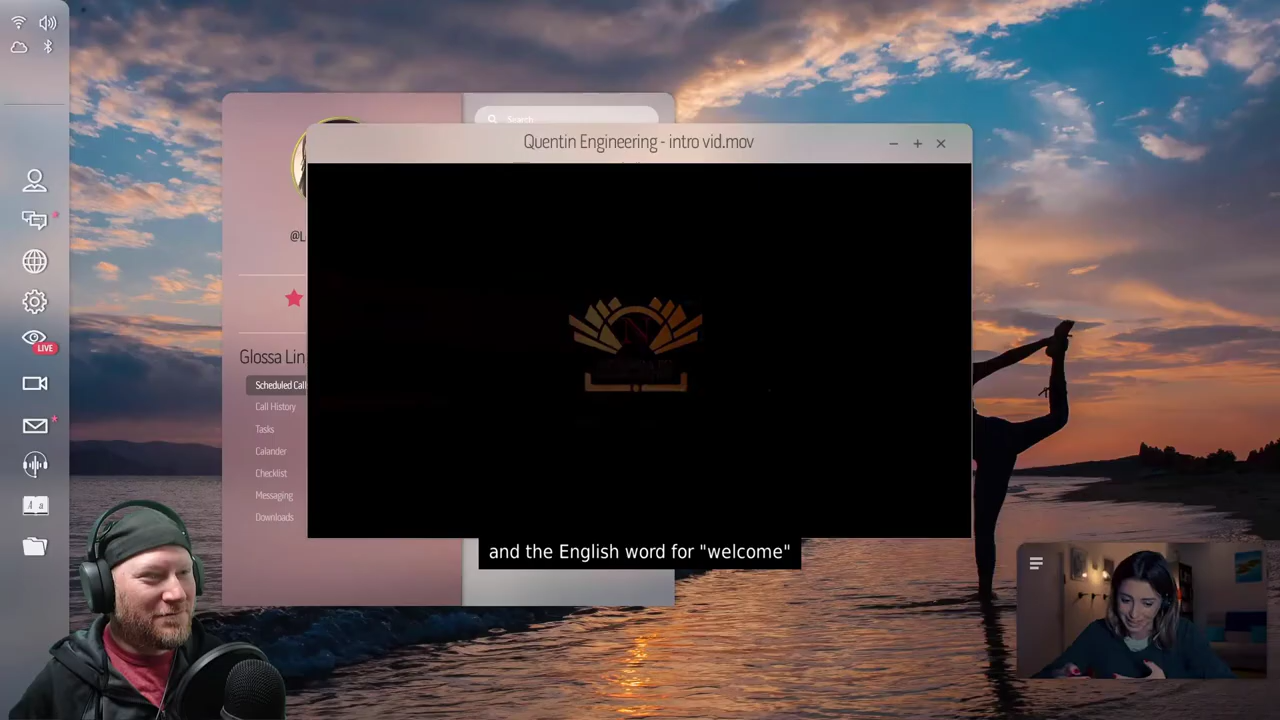 Search
Quentin Engineering - intro vid.mov
@L
LIVE
Glossa Lin
Scheduled Call
Call History
Tasks
Calander
Checklist
Messaging
Downloads
N
and the English word for "welcome"